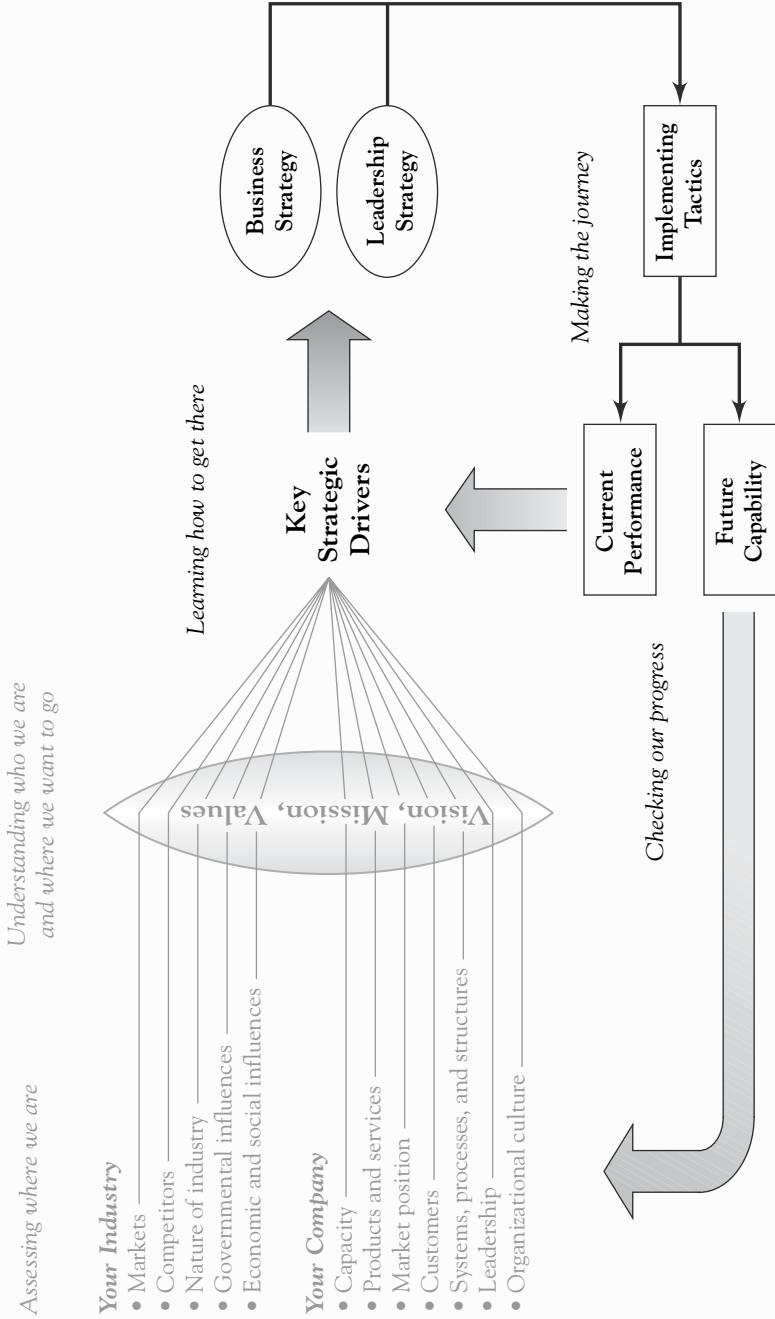 Assessing where we are
Understanding who we are
and where we want to go
Your Industry
• Markets
• Competitors
• Nature of industry
• Governmental influences
• Economic and social influences
Your Company
• Capacity
• Products and services
• Market position
• Customers
• Systems, processes, and structures
• Leadership
• Organizational culture
Vision, Mission, Values
Learning how to get there
Key
Strategic
Drivers
Business
Strategy
Leadership
Strategy
Making the journey
Implementing
Tactics
Current
Performance
Future
Capability
Checking our progress